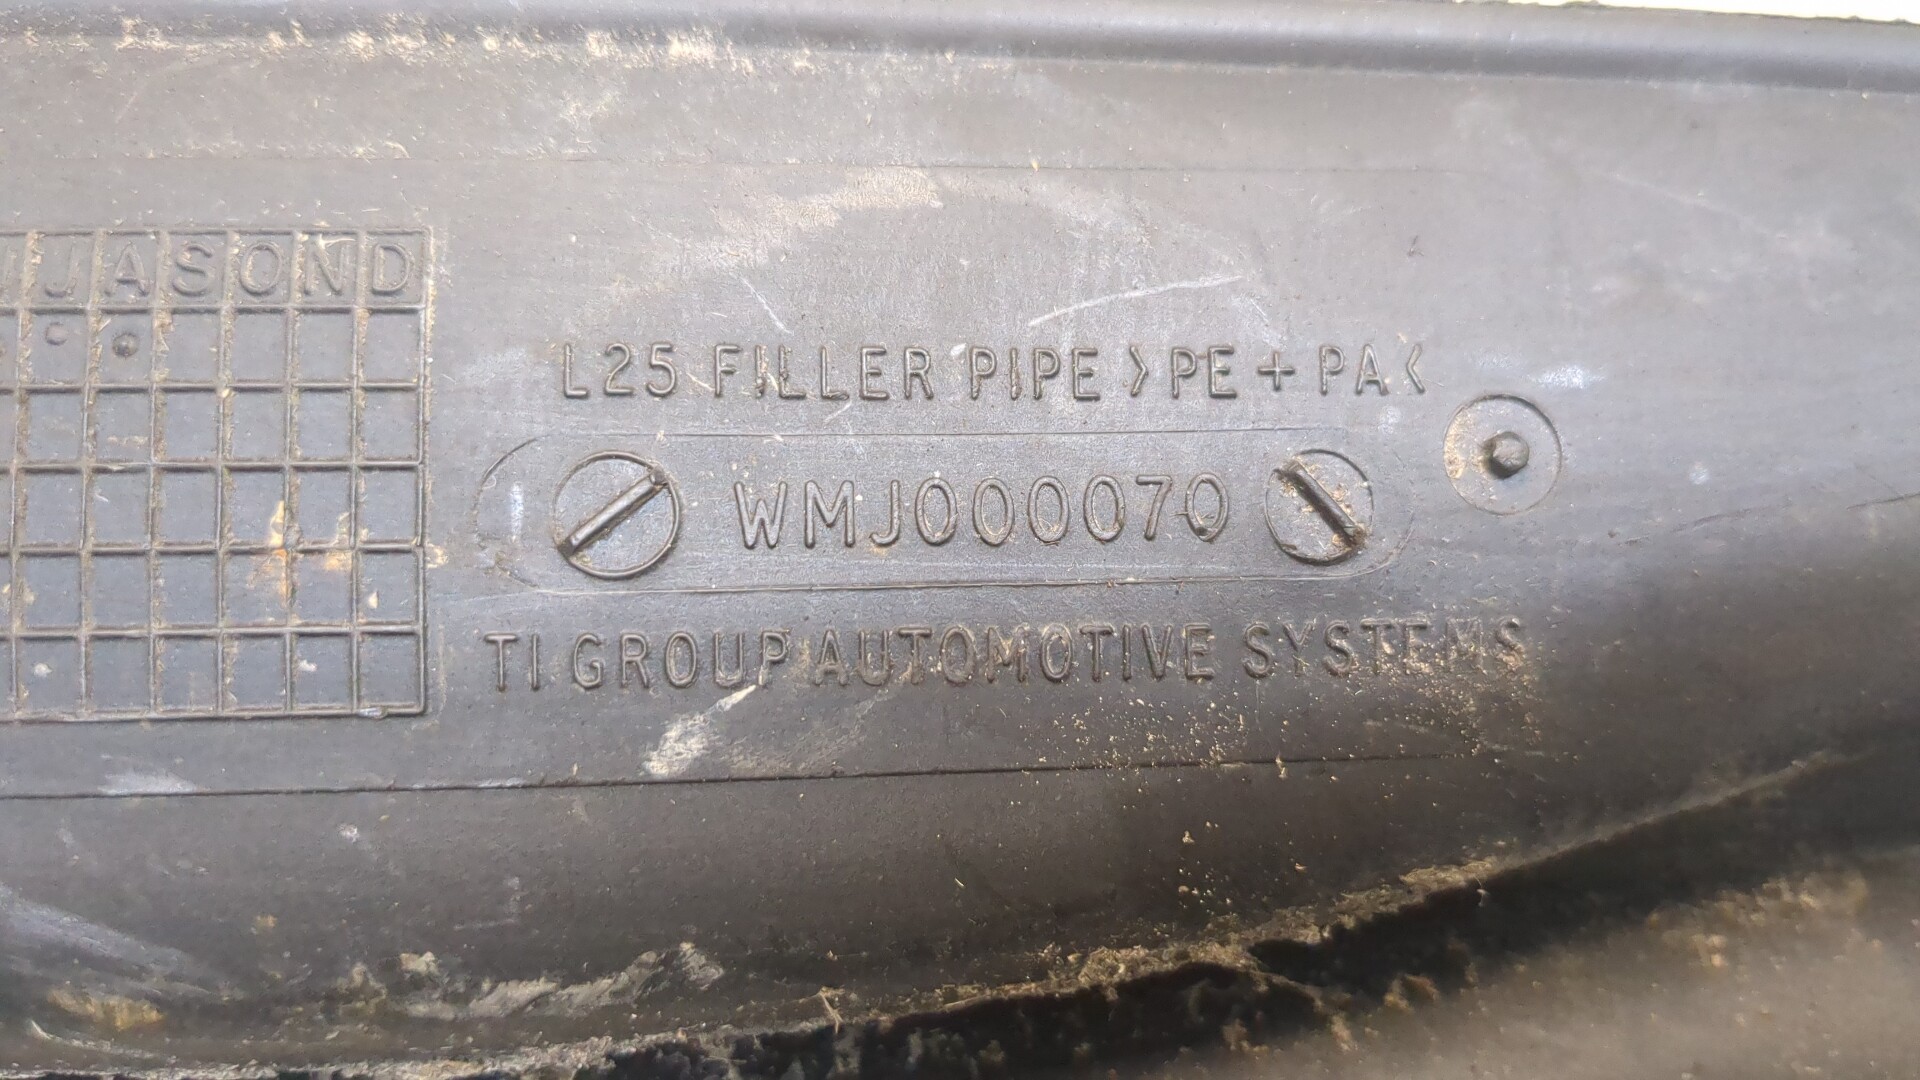 JASOND
L25 FILLER PIPE >PE+PA<
WMJ000070
TI GROUP AUTOMOTIVE SYSTEMS